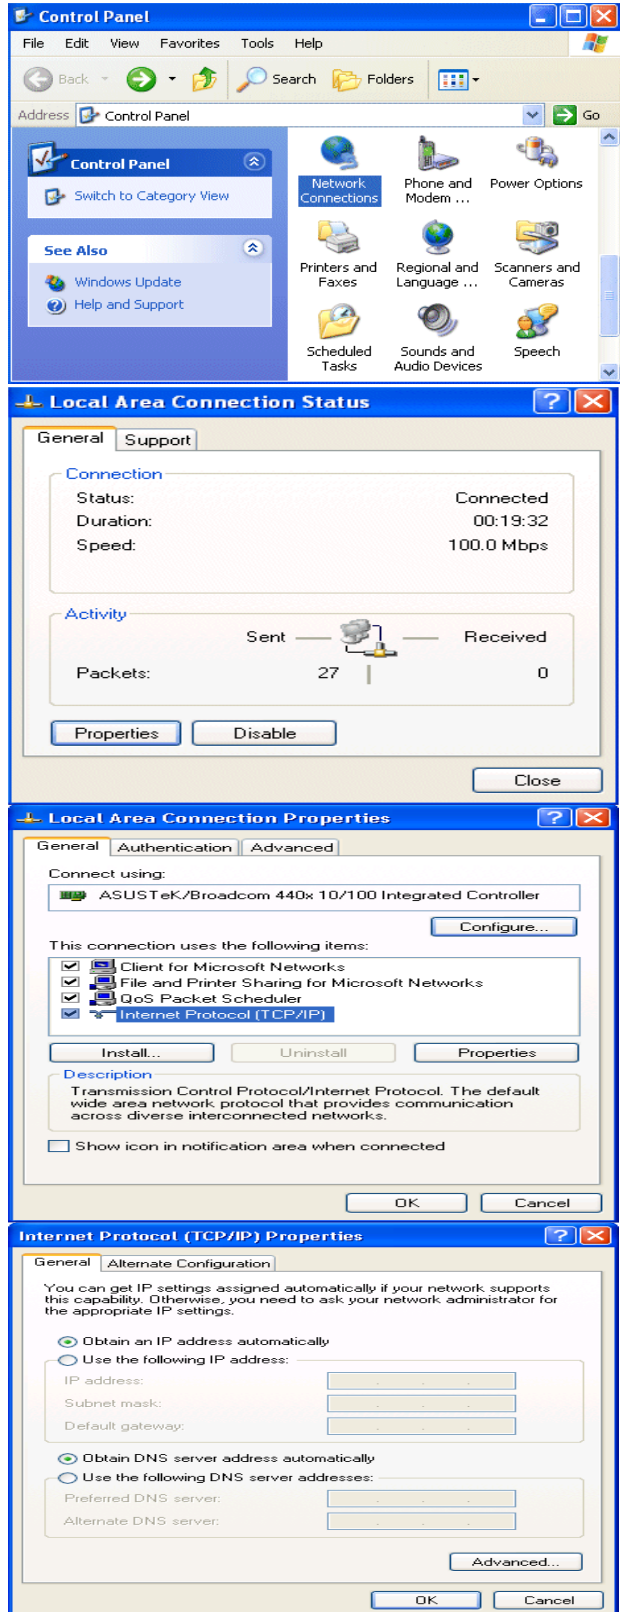 Control Panel
File Edit View Favorites Tools Help
Back Search Folders
Address Control Panel Go
Control Panel
Switch to Category View
See Also
Windows Update
Help and Support
Network
Connections
Phone and
Modem ...
Power Options
Printers and
Faxes
Regional and
Language ...
Scanners and
Cameras
Scheduled
Tasks
Sounds and
Audio Devices
Speech
Local Area Connection Status
General Support
Connection
Status: Connected
Duration: 00:19:32
Speed: 100.0 Mbps
Activity
Sent Received
Packets: 27 0
Properties Disable
Close
Local Area Connection Properties
General Authentication Advanced
Connect using:
ASUSTeK/Broadcom 440x 10/100 Integrated Controller
Configure...
This connection uses the following items:
Client for Microsoft Networks
File and Printer Sharing for Microsoft Networks
QoS Packet Scheduler
Internet Protocol (TCP/IP)
Install... Uninstall Properties
Description
Transmission Control Protocol/Internet Protocol. The default
wide area network protocol that provides communication
across diverse interconnected networks.
Show icon in notification area when connected
OK Cancel
Internet Protocol (TCP/IP) Properties
General Alternate Configuration
You can get IP settings assigned automatically if your network supports
this capability. Otherwise, you need to ask your network administrator for
the appropriate IP settings.
Obtain an IP address automatically
Use the following IP address:
IP address:
Subnet mask:
Default gateway:
Obtain DNS server address automatically
Use the following DNS server addresses:
Preferred DNS server:
Alternate DNS server:
Advanced...
OK Cancel